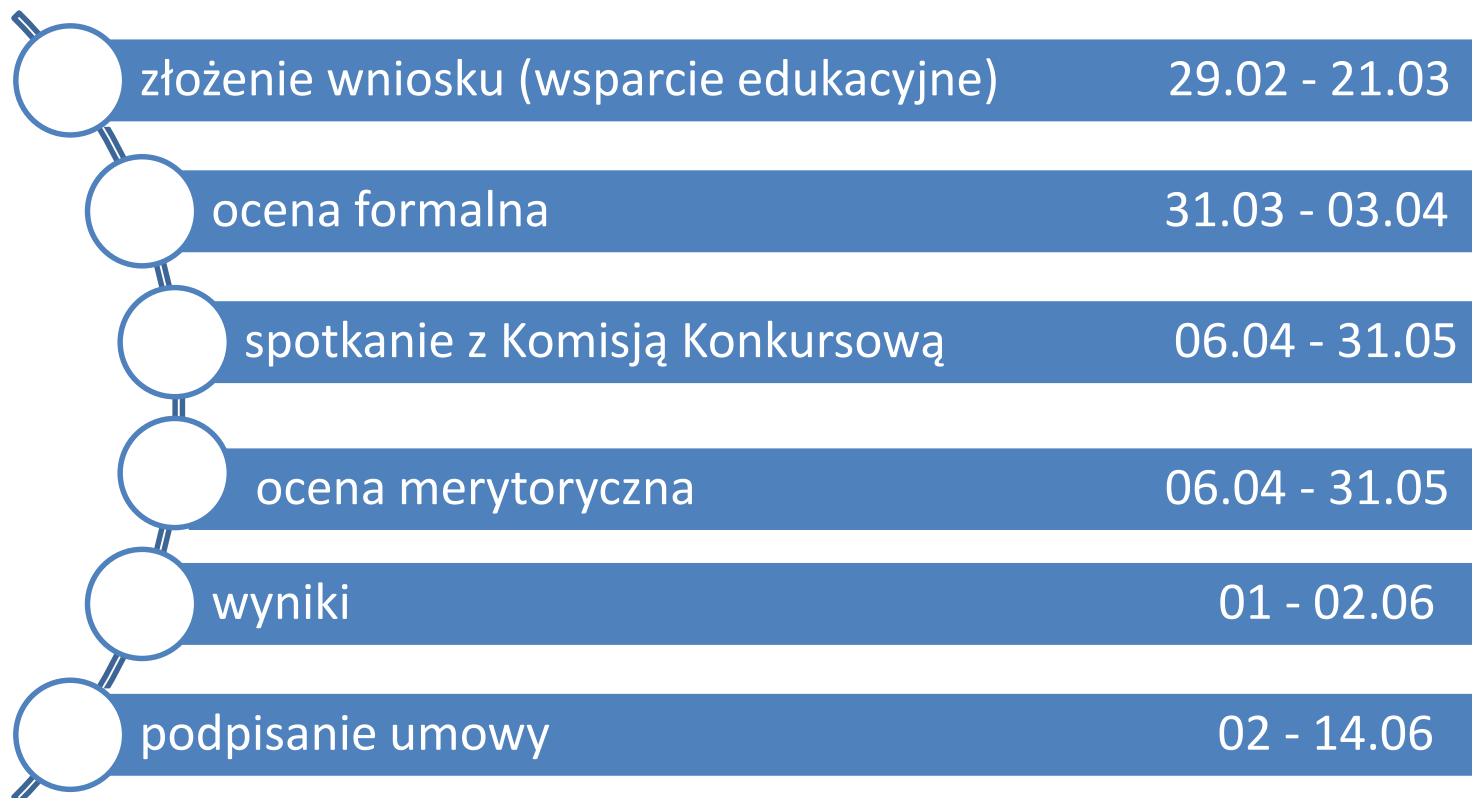 złożenie wniosku (wsparcie edukacyjne) 29.02 - 21.03
ocena formalna 31.03 - 03.04
spotkanie z Komisją Konkursową 06.04 - 31.05
ocena merytoryczna 06.04 - 31.05
wyniki 01 - 02.06
podpisanie umowy 02 - 14.06